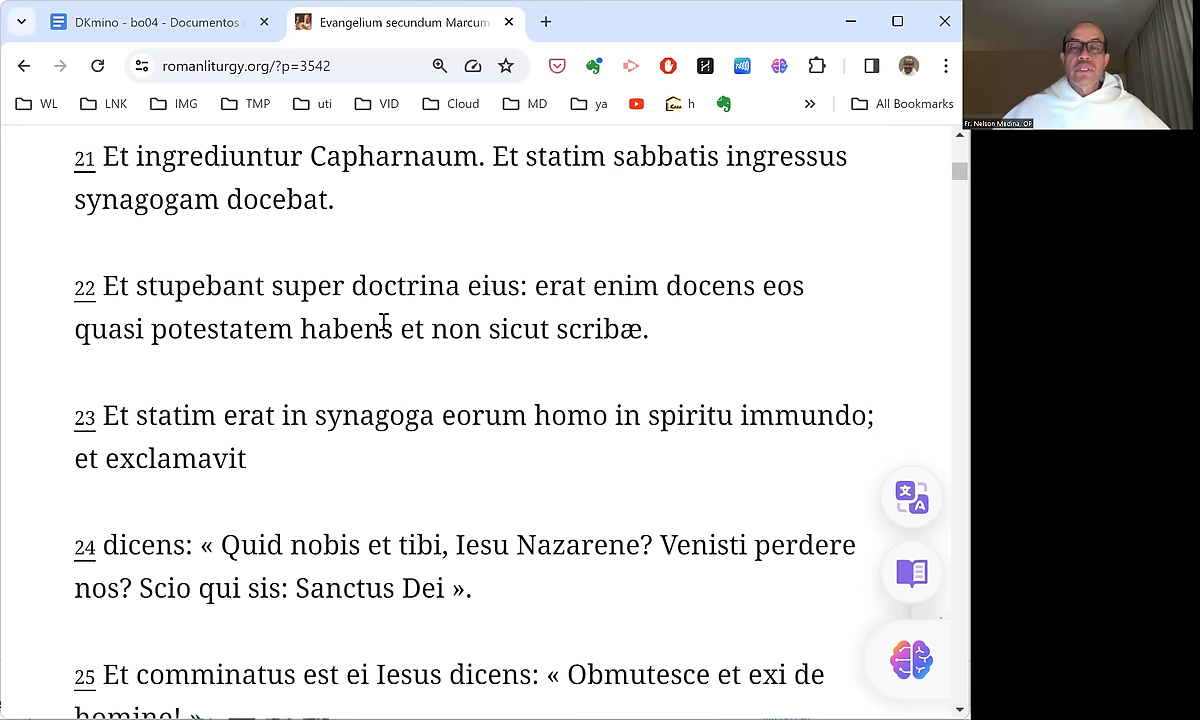 DKmino - bo04 - Documentos
Evangelium secundum Marcum
romanliturgy.org/?p=3542
WL
LNK
IMG
TMP
uti
VID
Cloud
MD
ya
h
All Bookmarks
Fr. Nelson Medina, OP
21 Et ingrediuntur Capharnaum. Et statim sabbatis ingressus
synagogam docebat.
22 Et stupebant super doctrina eius: erat enim docens eos
quasi potestatem habens et non sicut scribæ.
23 Et statim erat in synagoga eorum homo in spiritu immundo;
et exclamavit
24 dicens: « Quid nobis et tibi, Iesu Nazarene? Venisti perdere
nos? Scio qui sis: Sanctus Dei ».
25 Et comminatus est ei Iesus dicens: « Obmutesce et exi de
homine! »